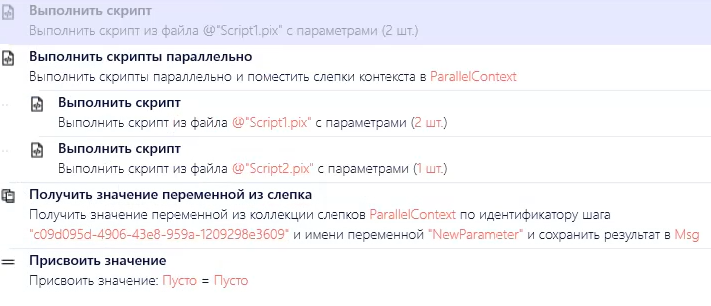 Выполнить скрипт
Выполнить скрипт из файла @"Script1.pix" с параметрами (2 шт.)
Выполнить скрипты параллельно
Выполнить скрипты параллельно и поместить слепки контекста в ParallelContext
Выполнить скрипт
Выполнить скрипт из файла @"Script1.pix" с параметрами (2 шт.)
Выполнить скрипт
Выполнить скрипт из файла @"Script2.pix" с параметрами (1 шт.)
Получить значение переменной из слепка
Получить значение переменной из коллекции слепков ParallelContext по идентификатору шага
"c09d095d-4906-43e8-959a-1209298e3609" и имени переменной "NewParameter" и сохранить результат в Msg
Присвоить значение
Присвоить значение: Пусто = Пусто